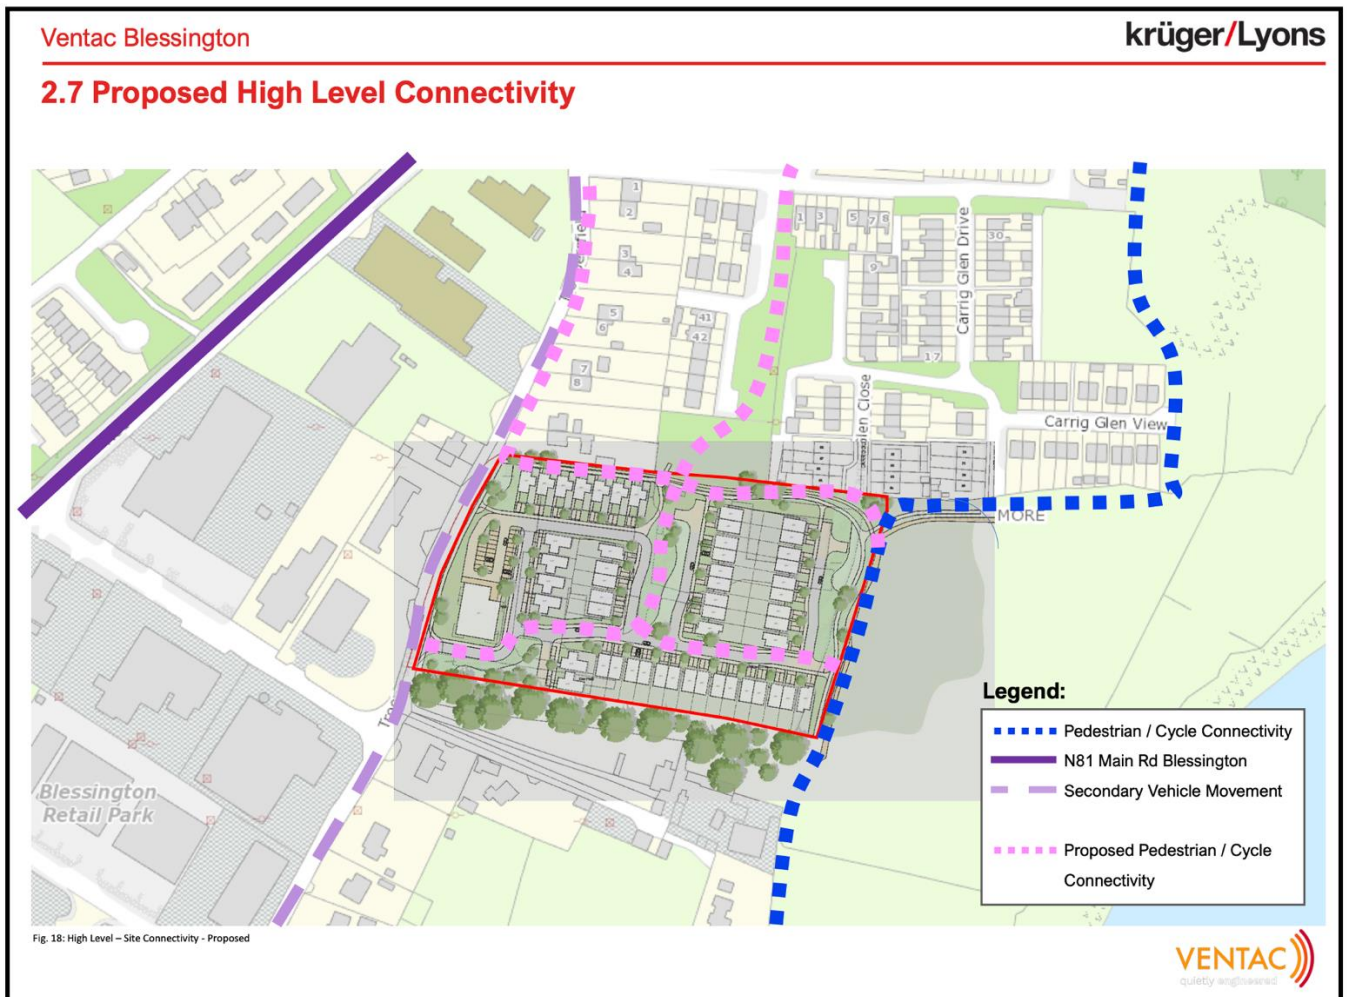 Ventac Blessington
krüger/Lyons
2.7 Proposed High Level Connectivity
1
2
3
4
5
6
7
8
41
42
1
3
5
7
8
9
17
30
Carrig Glen Drive
Carrig Glen View
Close
MORE
Blessington
Retail Park
Legend:
Pedestrian / Cycle Connectivity
N81 Main Rd Blessington
Secondary Vehicle Movement
Proposed Pedestrian / Cycle
Connectivity
Fig. 18: High Level – Site Connectivity - Proposed
VENTAC
quietly engineered